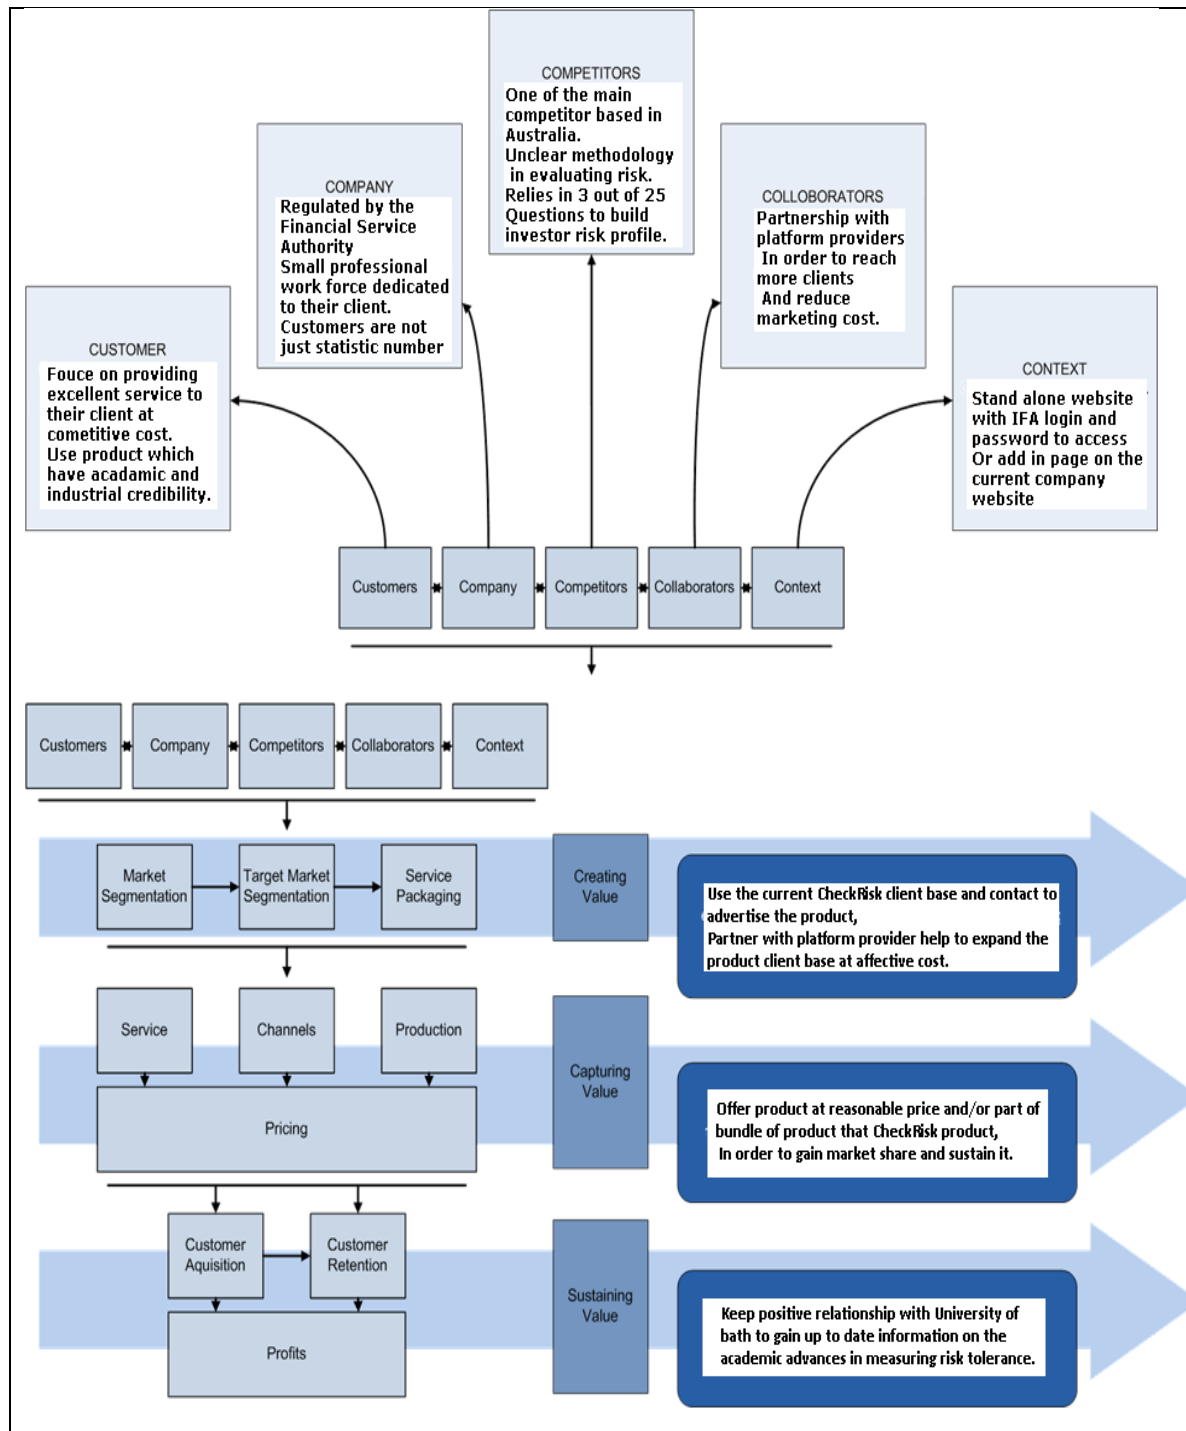 COMPETITORS
One of the main
competitor based in
Australia.
Unclear methodology
in evaluating risk.
Relies in 3 out of 25
Questions to build
investor risk profile.
COMPANY
Regulated by the
Financial Service
Authority
Small professional
work force dedicated
to their client.
Customers are not
just statistic number
COLLOBORATORS
Partnership with
platform providers
In order to reach
more clients
And reduce
marketing cost.
CUSTOMER
Fouce on providing
excellent service to
their client at
cometitive cost.
Use product which
have acadamic and
industrial credibility.
CONTEXT
Stand alone website
with IFA login and
password to access
Or add in page on the
current company
website
Customers
Company
Competitors
Collaborators
Context
Customers
Company
Competitors
Collaborators
Context
Market
Segmentation
Target Market
Segmentation
Service
Packaging
Creating
Value
Use the current CheckRisk client base and contact to
advertise the product,
Partner with platform provider help to expand the
product client base at affective cost.
Service
Channels
Production
Pricing
Capturing
Value
Offer product at reasonable price and/or part of
bundle of product that CheckRisk product,
In order to gain market share and sustain it.
Customer
Aquisition
Customer
Retention
Profits
Sustaining
Value
Keep positive relationship with University of
bath to gain up to date information on the
academic advances in measuring risk tolerance.